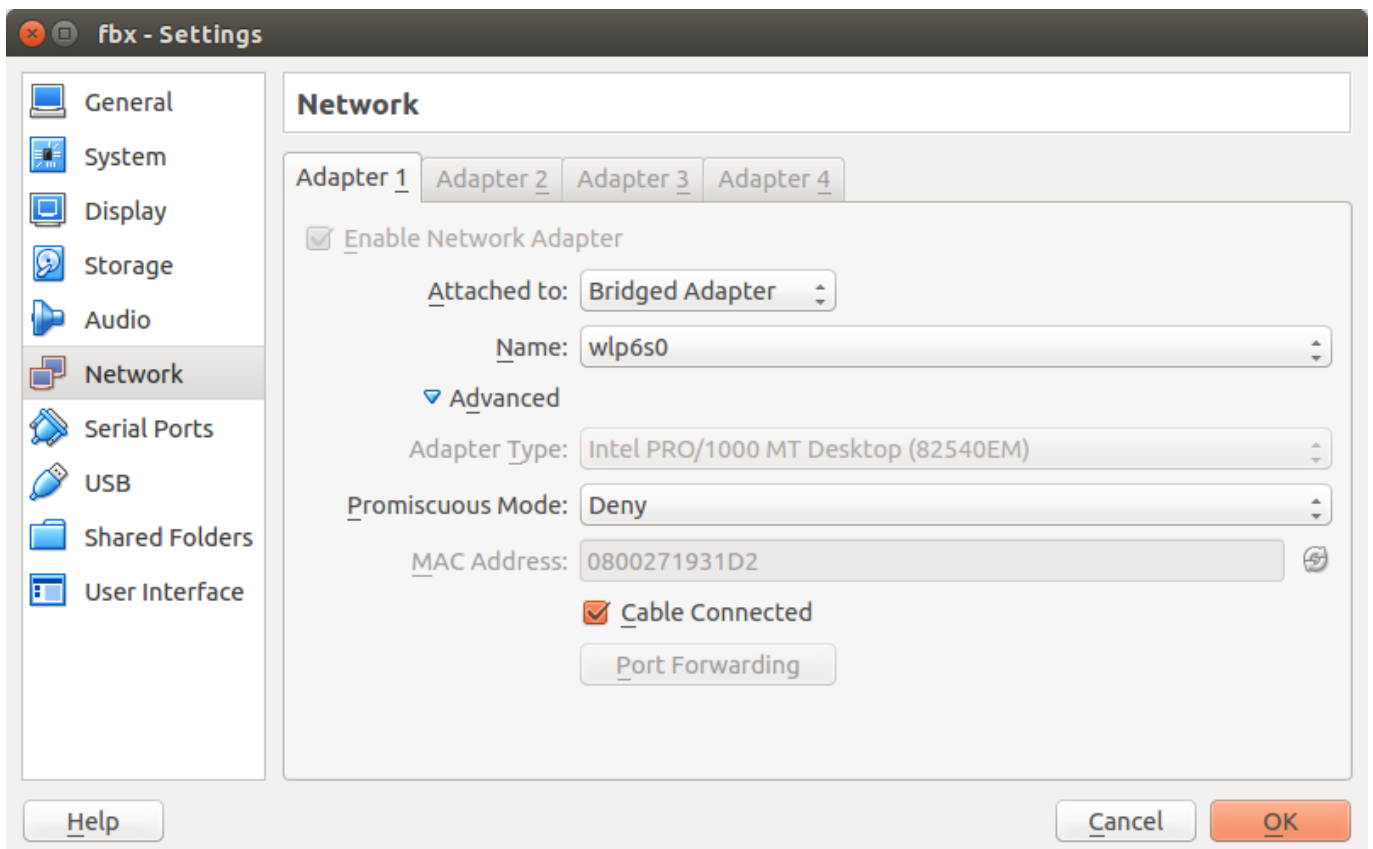 fbx - Settings
General
System
Display
Storage
Audio
Network
Serial Ports
USB
Shared Folders
User Interface
Network
Adapter 1 Adapter 2 Adapter 3 Adapter 4
Enable Network Adapter
Attached to: Bridged Adapter
Name: wlp6s0
Advanced
Adapter Type: Intel PRO/1000 MT Desktop (82540EM)
Promiscuous Mode: Deny
MAC Address: 0800271931D2
Cable Connected
Port Forwarding
Help Cancel OK